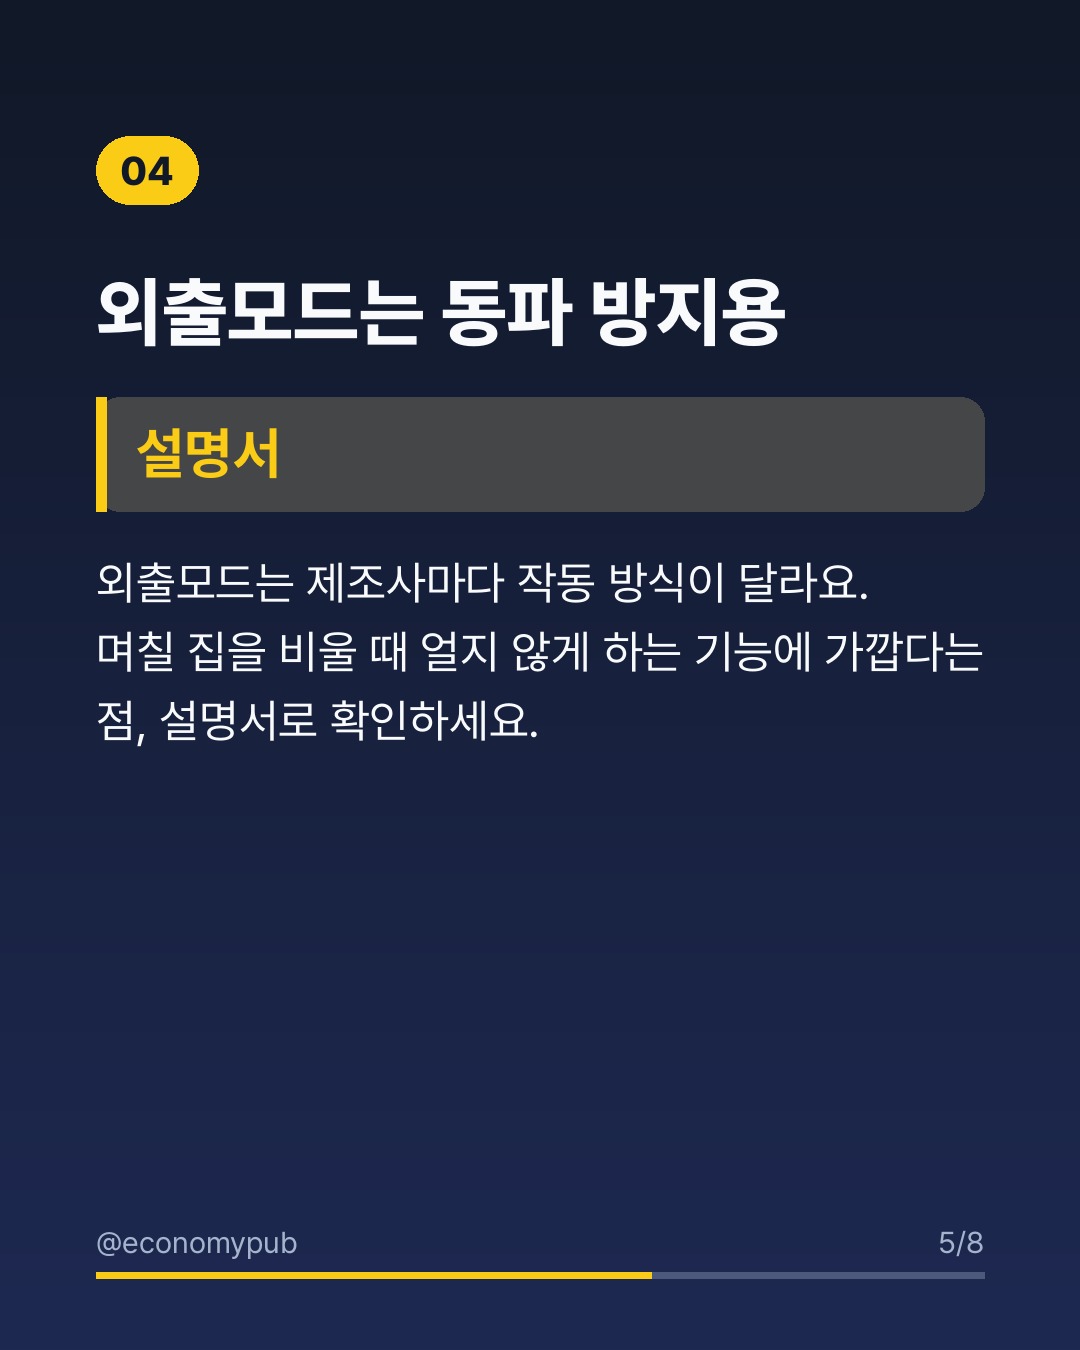 04
외출모드는 동파 방지용
설명서
외출모드는 제조사마다 작동 방식이 달라요.
며칠 집을 비울 때 얼지 않게 하는 기능에 가깝다는
점, 설명서로 확인하세요.
@economypub
5/8